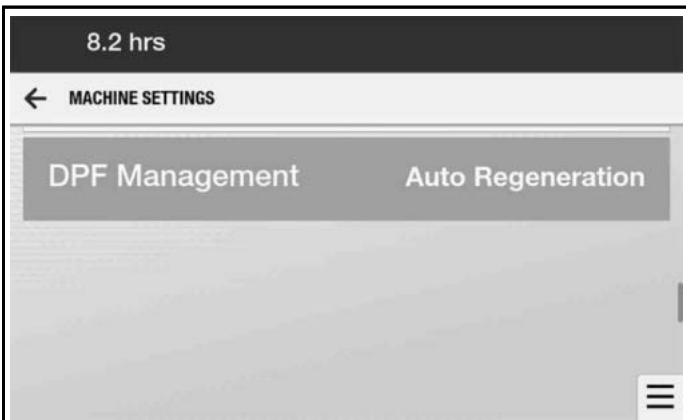 8.2 hrs
MACHINE SETTINGS
DPF Management Auto Regeneration